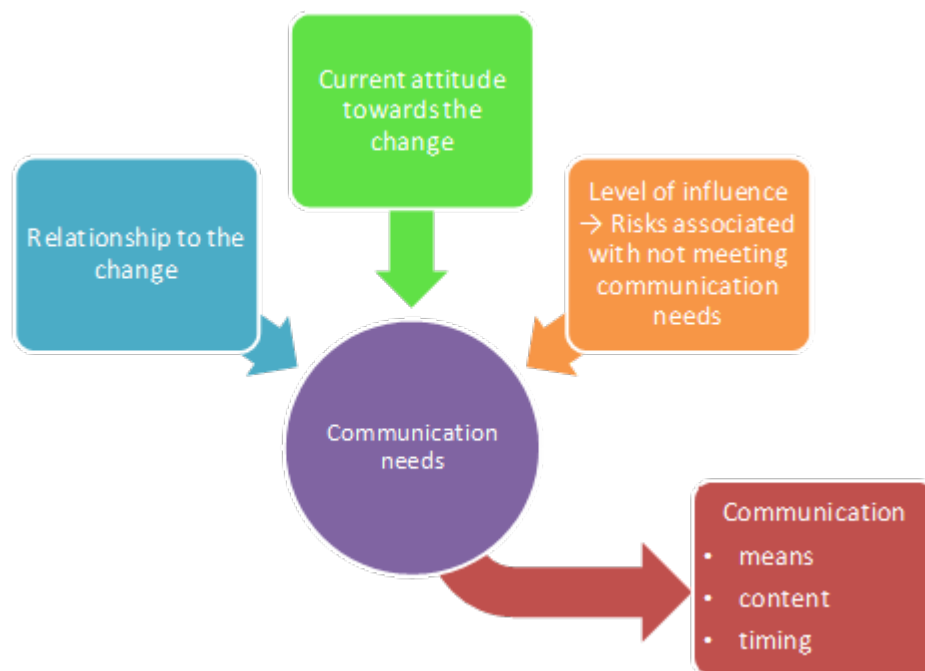 Current attitude
towards the
change
Relationship to the
change
Level of influence
→ Risks associated
with not meeting
communication
needs
Communication
needs
Communication
• means
• content
• timing